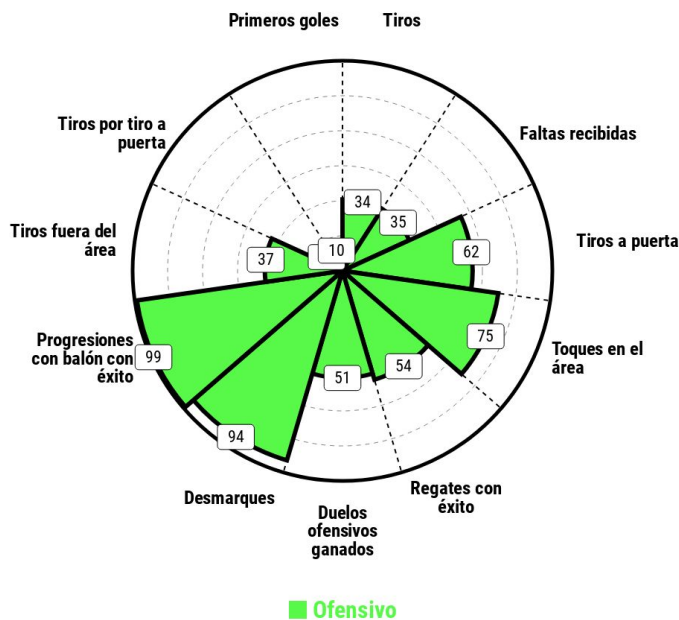 Primeros goles
Tiros
Tiros por tiro a
puerta
Faltas recibidas
34
35
Tiros fuera del
área
37
10
62
Tiros a puerta
Progresiones
con balón con
éxito
99
75
Toques en el
área
54
51
94
Desmarques
Duelos
ofensivos
ganados
Regates con
éxito
Ofensivo